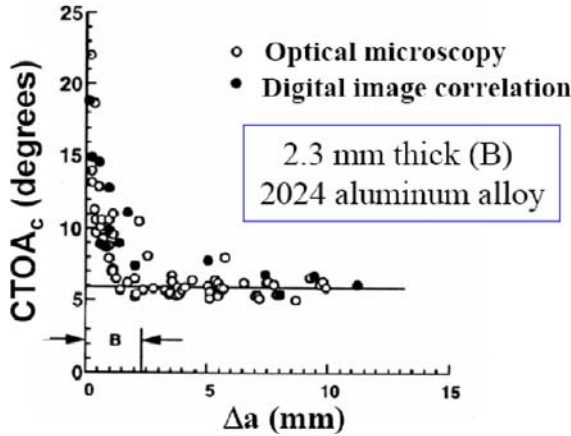 25
20
15
10
5
0
CTOAc (degrees)
Optical microscopy
Digital image correlation
2.3 mm thick (B)
2024 aluminum alloy
B
0 5 10 15
Δa (mm)